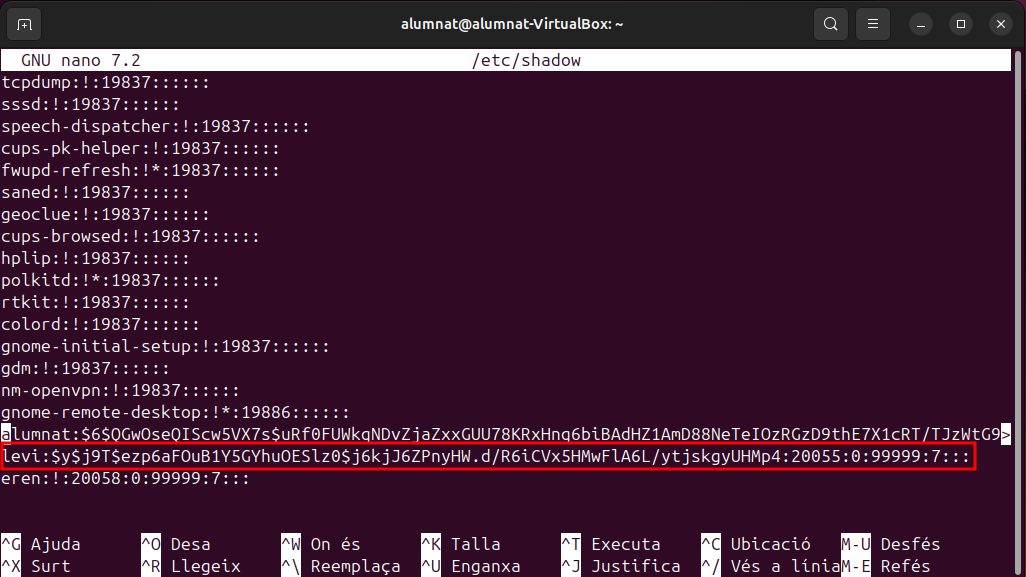 alumnat@alumnat-VirtualBox: ~
GNU nano 7.2 /etc/shadow
tcpdump:!:19837::::::
sssd:!:19837::::::
speech-dispatcher:!:19837::::::
cups-pk-helper:!:19837::::::
fwupd-refresh:!*:19837::::::
saned:!:19837::::::
geoclue:!:19837::::::
cups-browsed:!:19837::::::
hplip:!:19837::::::
polkitd:!*:19837::::::
rtkit:!:19837::::::
colord:!:19837::::::
gnome-initial-setup:!:19837::::::
gdm:!:19837::::::
nm-openvpn:!:19837::::::
gnome-remote-desktop:!*:19886::::::
alumnat:$6$QGwOseQIScw5VX7s$uRf0FUWkqNDvZjaZxxGUU78KRxHnq6biBAdHZ1AmD88NeTeIOzRGzD9thE7X1cRT/TJzWtG9>
levi:$y$j9T$ezp6aFOuB1Y5GYhuOESlz0$j6kjJ6ZPnyHW.d/R6iCVx5HMwFlA6L/ytjskgyUHMp4:20055:0:99999:7:::
eren:!:20058:0:99999:7:::
^G Ajuda ^O Desa ^W On és ^K Talla ^T Executa ^C Ubicació M-U Desfés
^X Surt ^R Llegeix ^\ Reemplaça ^U Enganxa ^J Justifica ^/ Vés a línia M-E Refés